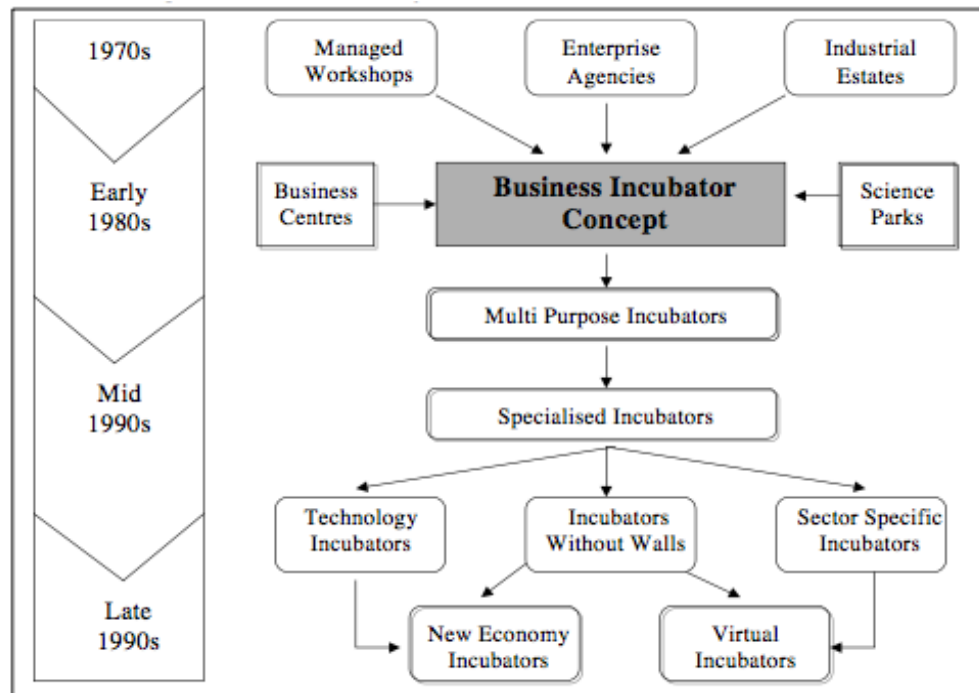 1970s
Managed
Workshops
Enterprise
Agencies
Industrial
Estates
Early
1980s
Business
Centres
Business Incubator
Concept
Science
Parks
Multi Purpose Incubators
Mid
1990s
Specialised Incubators
Technology
Incubators
Incubators
Without Walls
Sector Specific
Incubators
Late
1990s
New Economy
Incubators
Virtual
Incubators